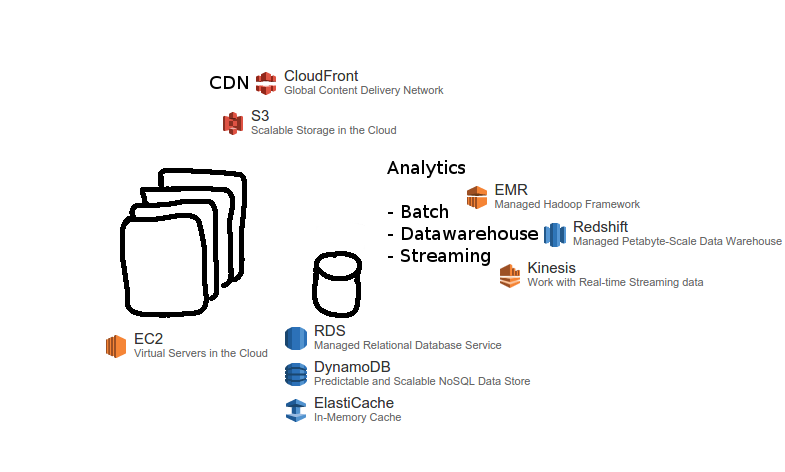 CDN CloudFront
Global Content Delivery Network
S3
Scalable Storage in the Cloud
Analytics
EMR
Managed Hadoop Framework
- Batch
- Datawarehouse
Redshift
Managed Petabyte-Scale Data Warehouse
- Streaming
Kinesis
Work with Real-time Streaming data
EC2
Virtual Servers in the Cloud
RDS
Managed Relational Database Service
DynamoDB
Predictable and Scalable NoSQL Data Store
ElastiCache
In-Memory Cache